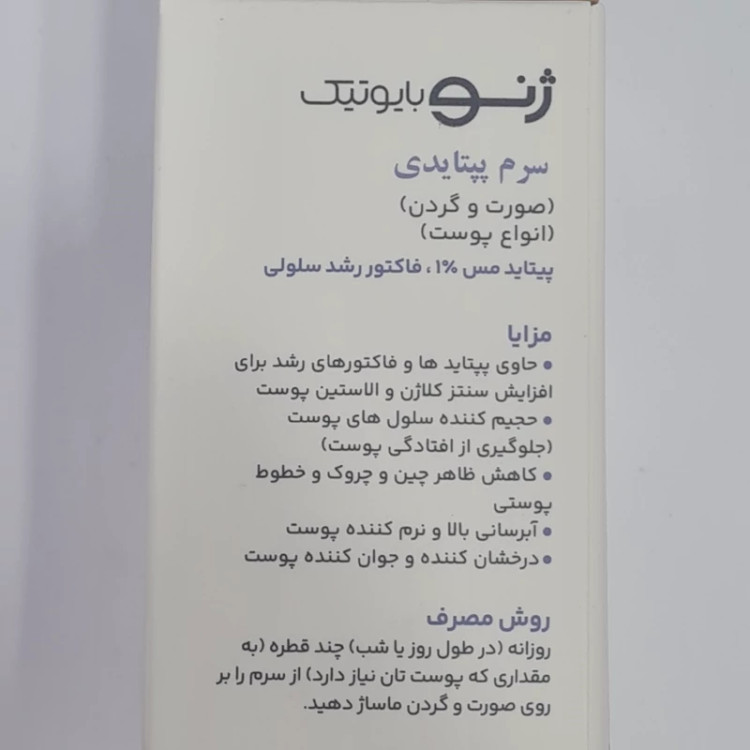 ژنو بایوتیک
سرم پپتایدی
(صورت و گردن)
(انواع پوست)
پپتاید مس ۱%، فاکتور رشد سلولی
مزایا
• حاوی پپتاید ها و فاکتورهای رشد برای
افزایش سنتز کلاژن و الاستین پوست
• حجیم کننده سلول های پوست
(جلوگیری از افتادگی پوست)
• کاهش ظاهر چین و چروک و خطوط
پوستی
• آبرسانی بالا و نرم کننده پوست
• درخشان کننده و جوان کننده پوست
روش مصرف
روزانه (در طول روز یا شب) چند قطره (به
مقداری که پوست تان نیاز دارد) از سرم را بر
روی صورت و گردن ماساژ دهید.